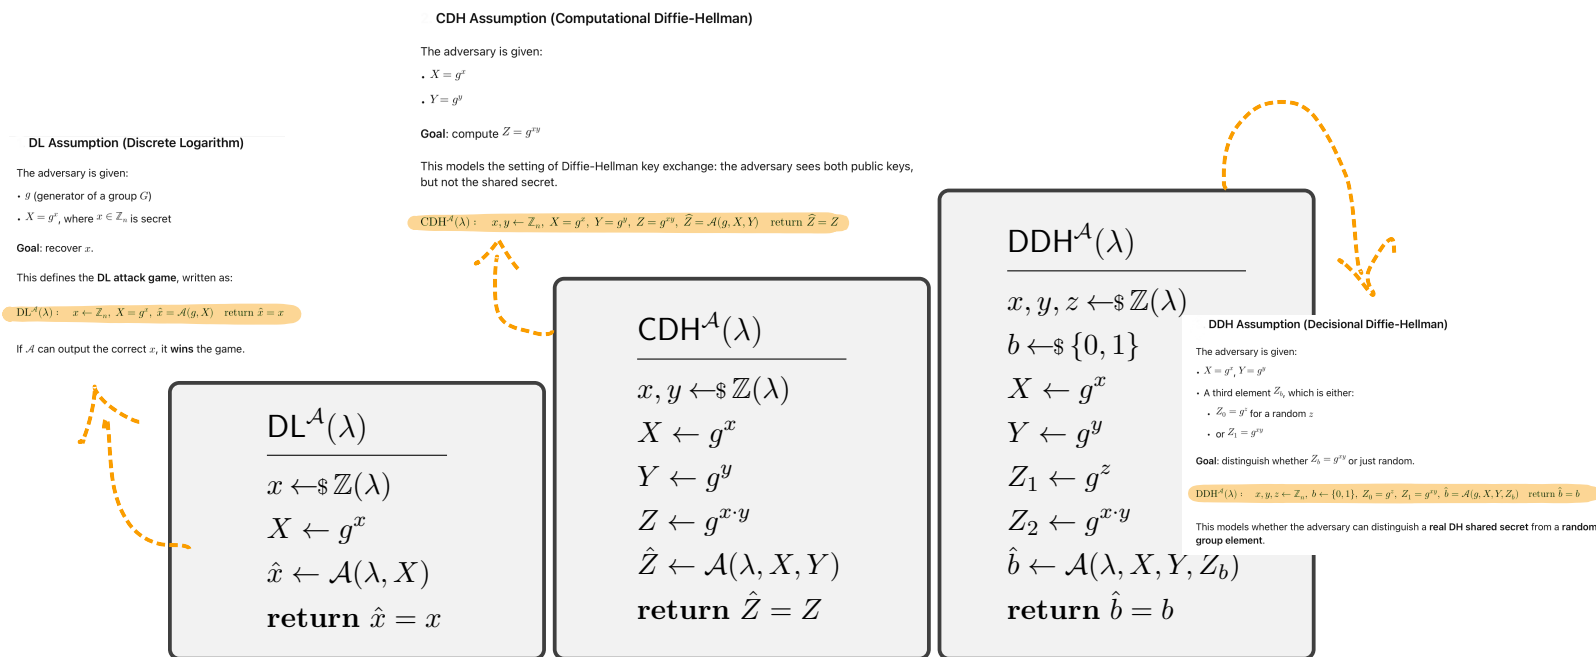 DL Assumption (Discrete Logarithm)
The adversary is given:
• g (generator of a group G)
• X = g^x, where x ∈ ℤ_n is secret
Goal: recover x.
This defines the DL attack game, written as:
DL^𝒜(λ) : x ← ℤ_n, X = g^x, x̂ = 𝒜(g, X) return x̂ = x
If 𝒜 can output the correct x, it wins the game.
DL^𝒜(λ)
x ←$ ℤ(λ)
X ← g^x
x̂ ← 𝒜(λ, X)
return x̂ = x
CDH Assumption (Computational Diffie-Hellman)
The adversary is given:
• X = g^x
• Y = g^y
Goal: compute Z = g^{xy}
This models the setting of Diffie-Hellman key exchange: the adversary sees both public keys,
but not the shared secret.
CDH^𝒜(λ) : x, y ← ℤ_n, X = g^x, Y = g^y, Z = g^{xy}, Ẑ = 𝒜(g, X, Y) return Ẑ = Z
CDH^𝒜(λ)
x, y ←$ ℤ(λ)
X ← g^x
Y ← g^y
Z ← g^{x·y}
Ẑ ← 𝒜(λ, X, Y)
return Ẑ = Z
DDH^𝒜(λ)
x, y, z ←$ ℤ(λ)
b ←$ {0, 1}
X ← g^x
Y ← g^y
Z_1 ← g^z
Z_2 ← g^{x·y}
b̂ ← 𝒜(λ, X, Y, Z_b)
return b̂ = b
DDH Assumption (Decisional Diffie-Hellman)
The adversary is given:
• X = g^x, Y = g^y
• A third element Z_b, which is either:
• Z_0 = g^z for a random z
• or Z_1 = g^{xy}
Goal: distinguish whether Z_b = g^{xy} or just random.
DDH^𝒜(λ) : x, y, z ← ℤ_n, b ← {0, 1}, Z_0 = g^z, Z_1 = g^{xy}, b̂ = 𝒜(g, X, Y, Z_b) return b̂ = b
This models whether the adversary can distinguish a real DH shared secret from a random
group element.